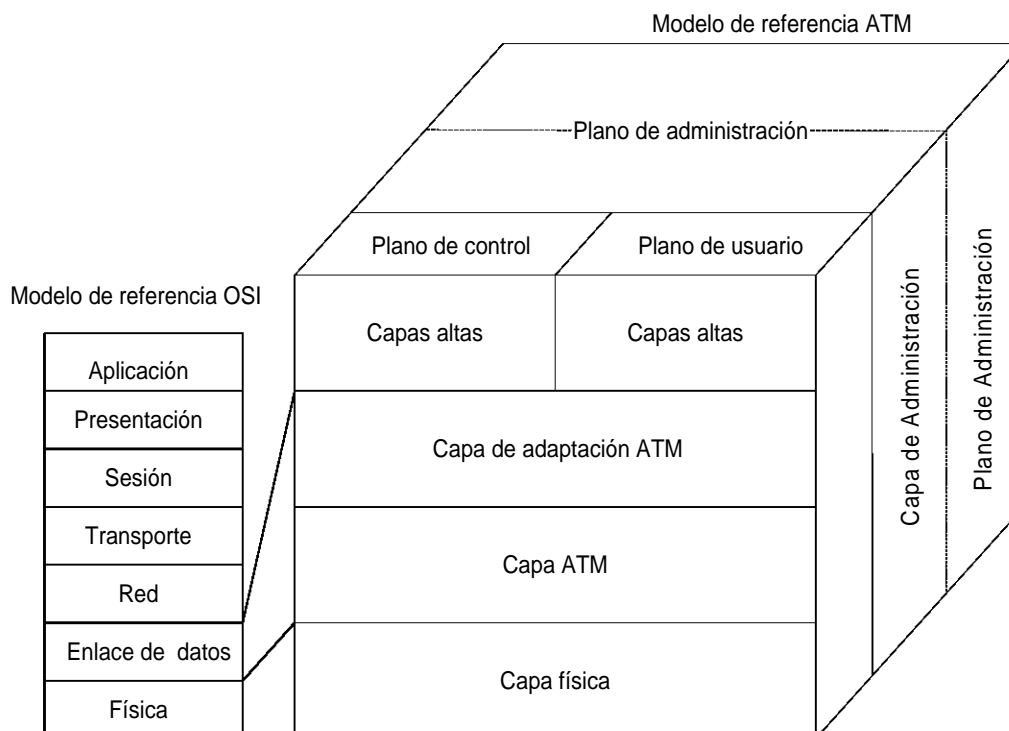 Modelo de referencia ATM
Plano de administración
Plano de control
Plano de usuario
Modelo de referencia OSI
Capas altas
Capas altas
Aplicación
Presentación
Sesión
Transporte
Red
Enlace de datos
Física
Capa de adaptación ATM
Capa ATM
Capa física
Capa de Administración
Plano de Administración